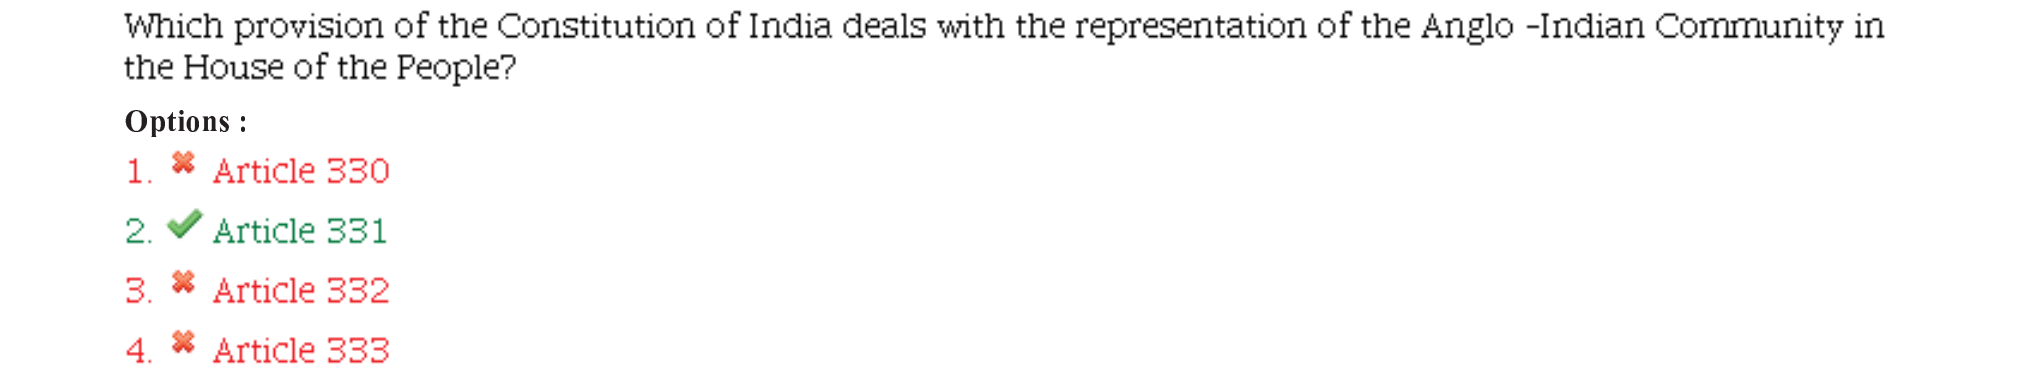 Which provision of the Constitution of India deals with the representation of the Anglo -Indian Community in
the House of the People?
Options :
1. Article 330
2. Article 331
3. Article 332
4. Article 333